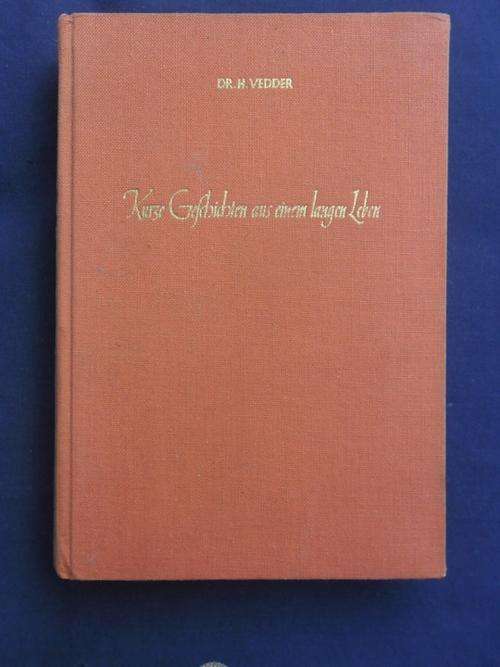 DR. H. VEDDER
Kurze Geschichten aus einem langen Leben